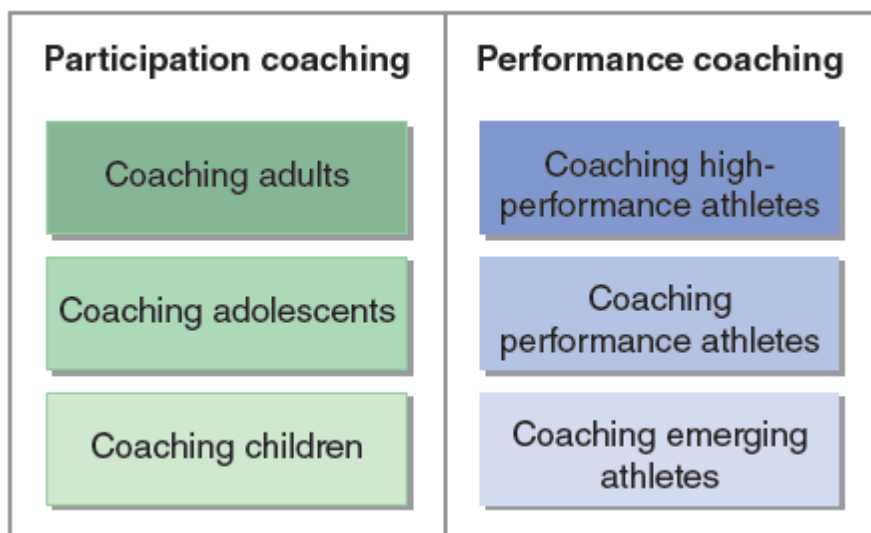 Participation coaching
Coaching adults
Coaching adolescents
Coaching children
Performance coaching
Coaching high-
performance athletes
Coaching
performance athletes
Coaching emerging
athletes